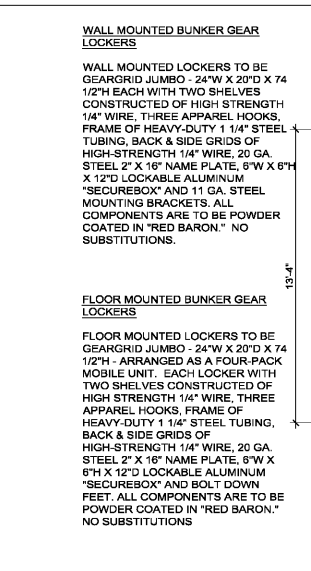 WALL MOUNTED BUNKER GEAR
LOCKERS
WALL MOUNTED LOCKERS TO BE
GEARGRID JUMBO - 24"W X 20"D X 74
1/2"H EACH WITH TWO SHELVES
CONSTRUCTED OF HIGH STRENGTH
1/4" WIRE, THREE APPAREL HOOKS,
FRAME OF HEAVY-DUTY 1 1/4" STEEL
TUBING, BACK & SIDE GRIDS OF
HIGH-STRENGTH 1/4" WIRE, 20 GA.
STEEL 2" X 16" NAME PLATE, 6"W X 6"H
X 12"D LOCKABLE ALUMINUM
"SECUREBOX" AND 11 GA. STEEL
MOUNTING BRACKETS. ALL
COMPONENTS ARE TO BE POWDER
COATED IN "RED BARON." NO
SUBSTITUTIONS.
13'-4"
FLOOR MOUNTED BUNKER GEAR
LOCKERS
FLOOR MOUNTED LOCKERS TO BE
GEARGRID JUMBO - 24"W X 20"D X 74
1/2"H - ARRANGED AS A FOUR-PACK
MOBILE UNIT. EACH LOCKER WITH
TWO SHELVES CONSTRUCTED OF
HIGH STRENGTH 1/4" WIRE, THREE
APPAREL HOOKS, FRAME OF
HEAVY-DUTY 1 1/4" STEEL TUBING,
BACK & SIDE GRIDS OF
HIGH-STRENGTH 1/4" WIRE, 20 GA.
STEEL 2" X 16" NAME PLATE, 6"W X
6"H X 12"D LOCKABLE ALUMINUM
"SECUREBOX" AND BOLT DOWN
FEET. ALL COMPONENTS ARE TO BE
POWDER COATED IN "RED BARON."
NO SUBSTITUTIONS